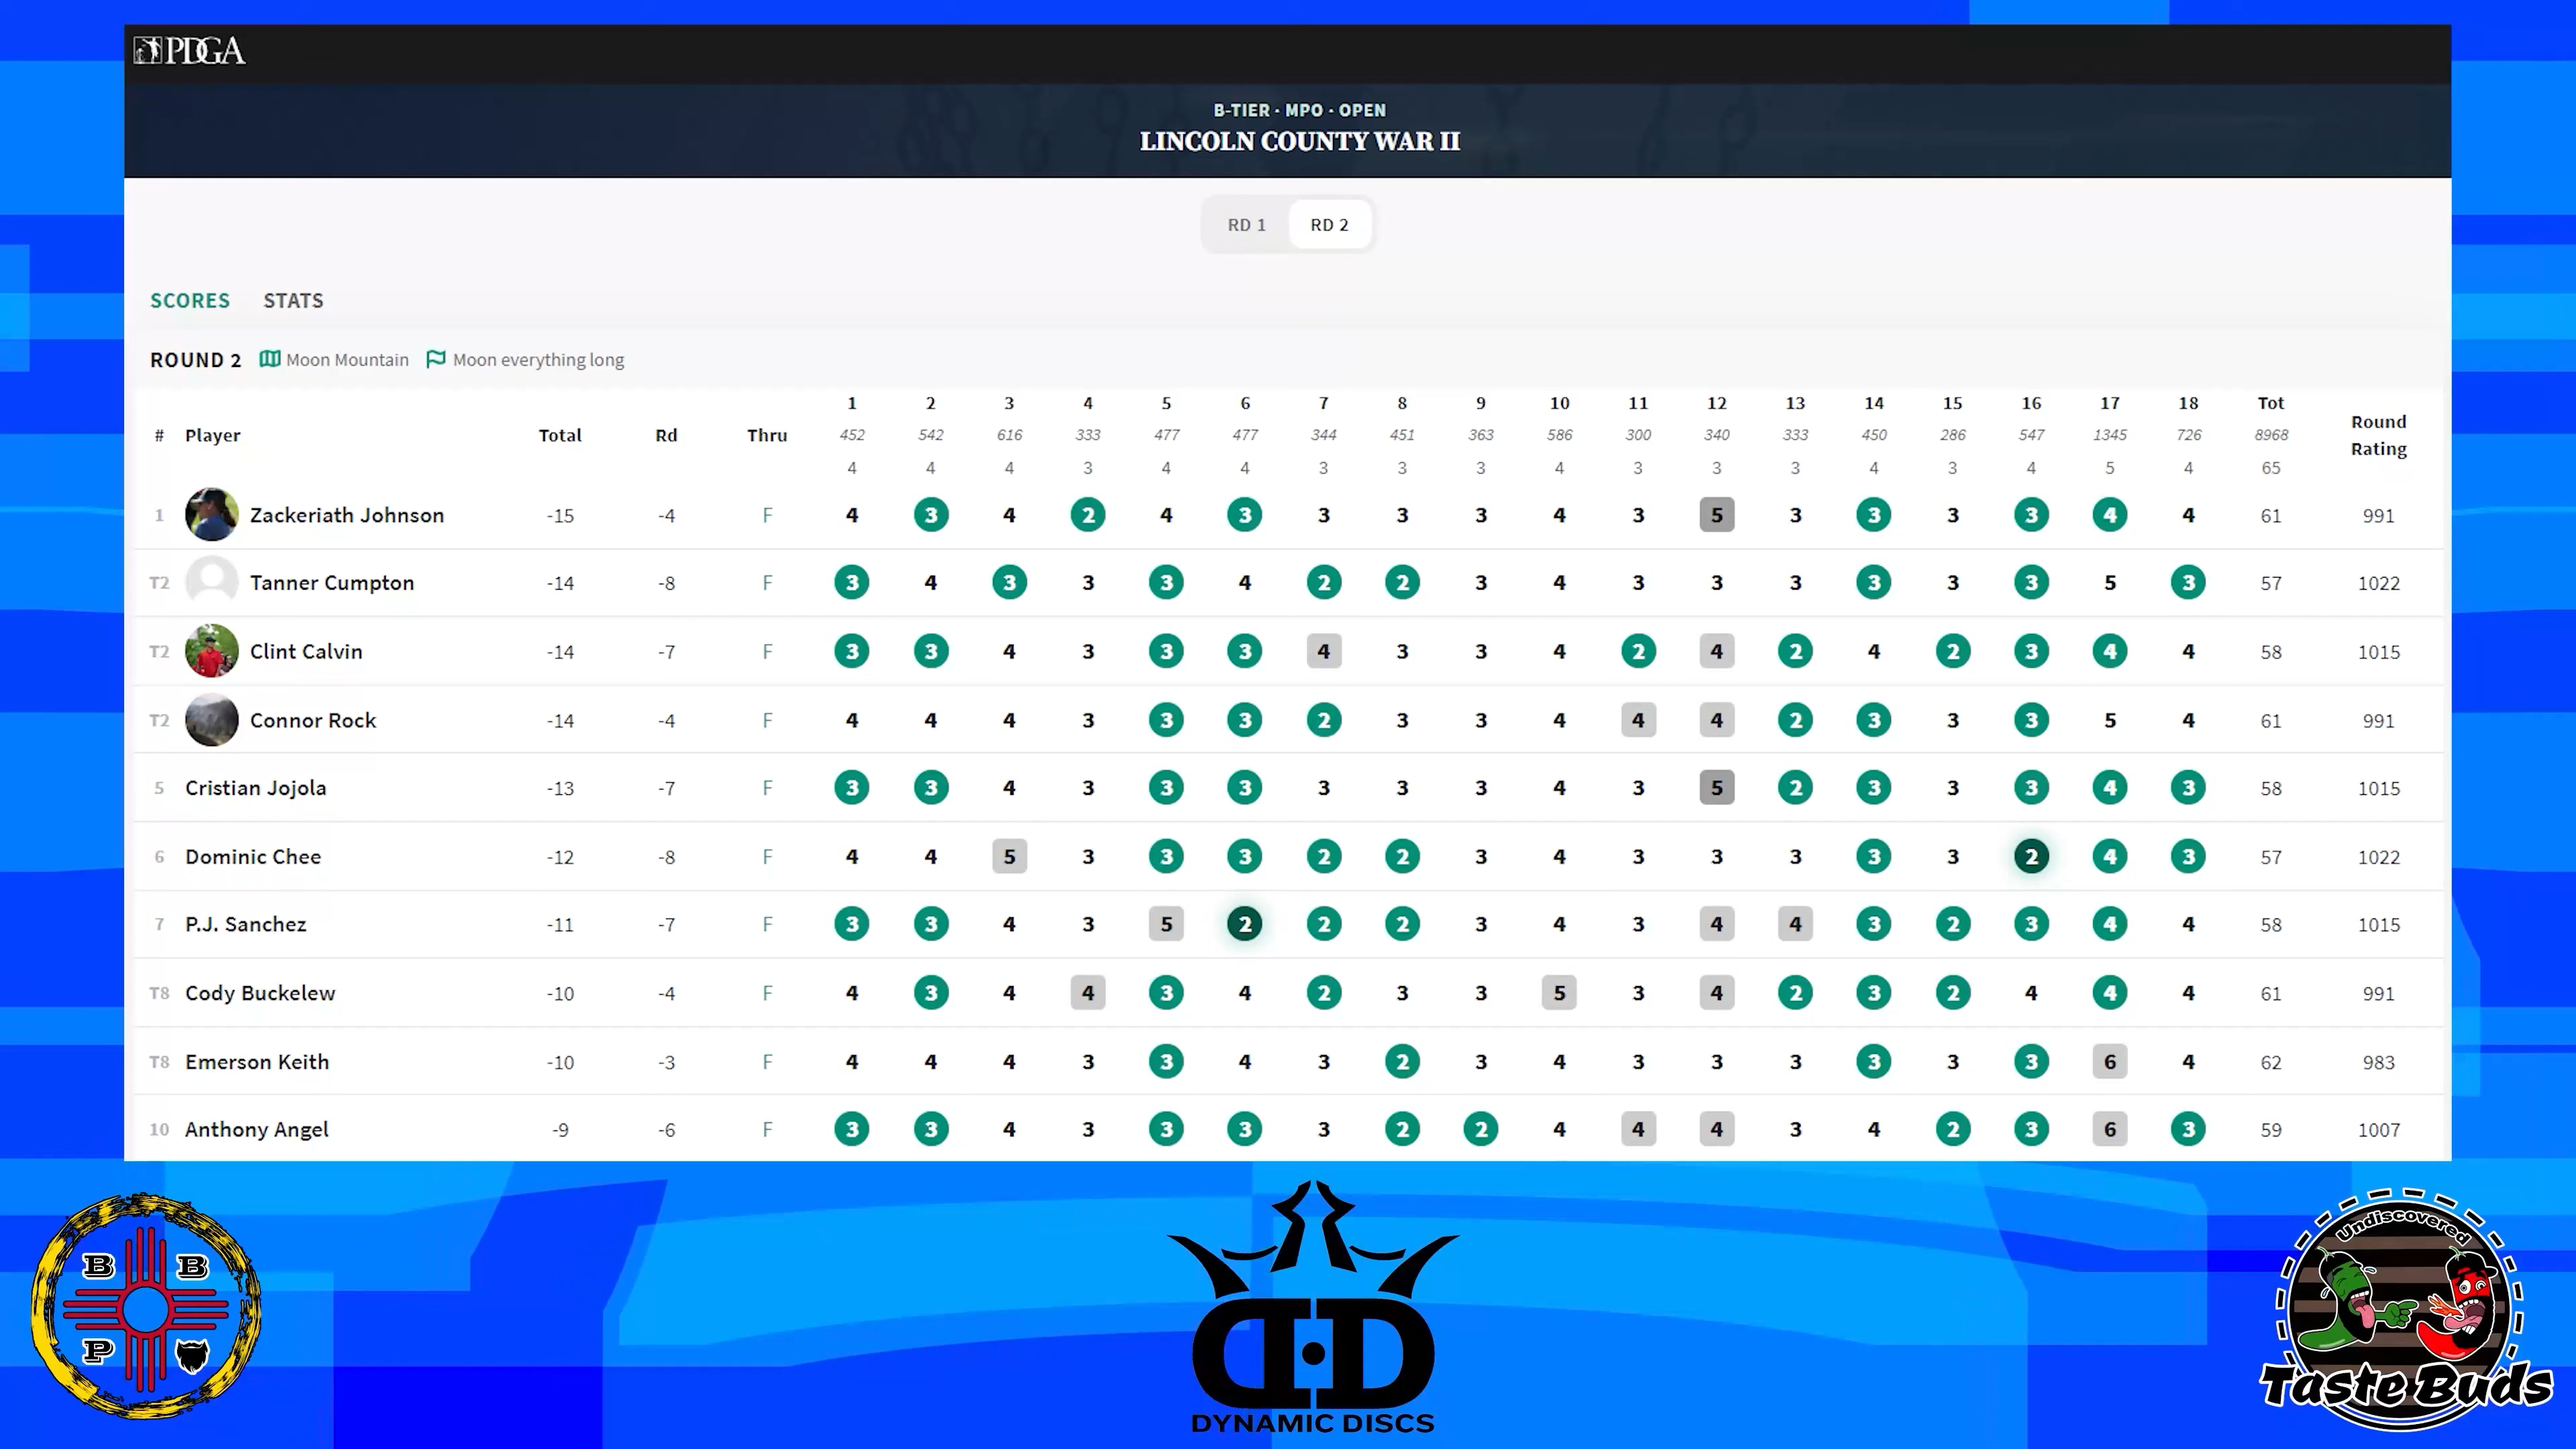 PDGA
B-TIER · MPO · OPEN
LINCOLN COUNTY WAR II
RD 1 RD 2
SCORES STATS
ROUND 2 Moon Mountain Moon everything long
# Player Total Rd Thru 1 2 3 4 5 6 7 8 9 10 11 12 13 14 15 16 17 18 Tot Round Rating
452 542 616 333 477 477 344 451 363 586 300 340 333 450 286 547 1345 726 8968
4 4 4 3 4 4 3 3 3 4 3 3 3 4 3 4 5 4 65
1 Zackeriath Johnson -15 -4 F 4 3 4 2 4 3 3 3 3 4 3 5 3 3 3 3 4 4 61 991
T2 Tanner Cumpton -14 -8 F 3 4 3 3 3 4 2 2 3 4 3 3 3 3 3 3 5 3 57 1022
T2 Clint Calvin -14 -7 F 3 3 4 3 3 3 4 3 3 4 2 4 2 4 2 3 4 4 58 1015
T2 Connor Rock -14 -4 F 4 4 4 3 3 3 2 3 3 4 4 4 2 3 3 3 5 4 61 991
5 Cristian Jojola -13 -7 F 3 3 4 3 3 3 3 3 3 4 3 5 2 3 3 3 4 3 58 1015
6 Dominic Chee -12 -8 F 4 4 5 3 3 3 2 2 3 4 3 3 3 3 3 2 4 3 57 1022
7 P.J. Sanchez -11 -7 F 3 3 4 3 5 2 2 2 3 4 3 4 4 3 2 3 4 4 58 1015
T8 Cody Buckelew -10 -4 F 4 3 4 4 3 4 2 3 3 5 3 4 2 3 2 4 4 4 61 991
T8 Emerson Keith -10 -3 F 4 4 4 3 3 4 3 2 3 4 3 3 3 3 3 3 6 4 62 983
10 Anthony Angel -9 -6 F 3 3 4 3 3 3 3 2 2 4 4 4 3 4 2 3 6 3 59 1007
B B
P
D D
DYNAMIC DISCS
Undiscovered
Taste Buds